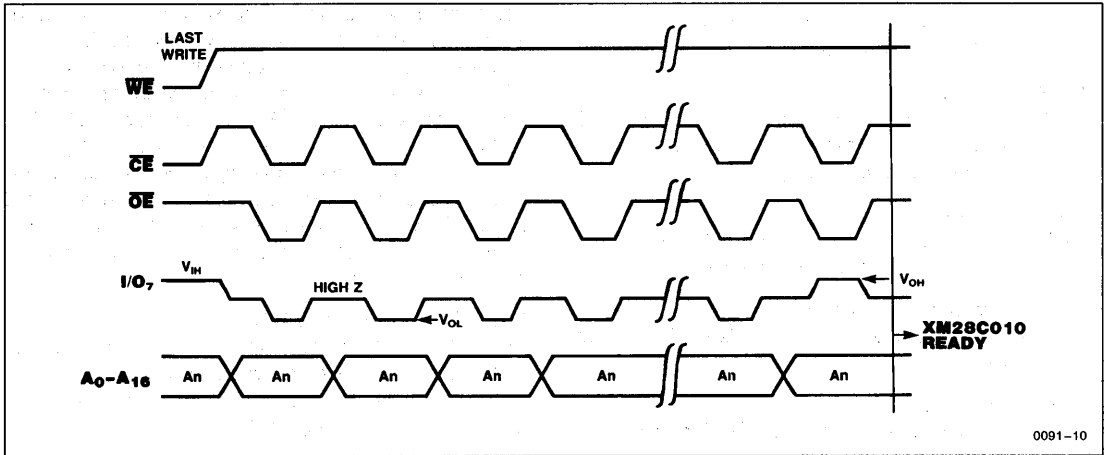 LAST
WRITE
WE
CE
OE
I/O7
VIH
HIGH Z
VOL
VOH
XM28C010
READY
A0–A16
An An An An An An An
0091–10